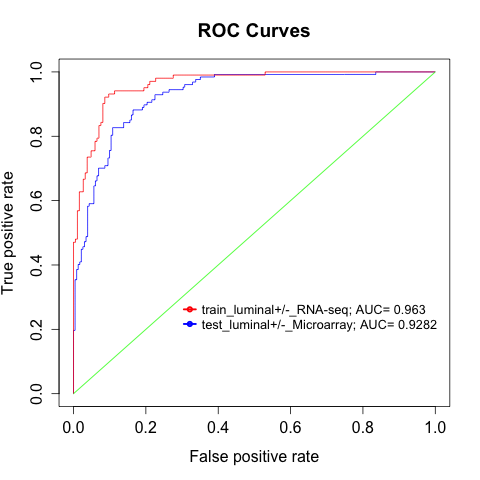 ROC Curves
True positive rate
1.0
0.8
0.6
0.4
0.2
0.0
train_luminal+/-_RNA-seq; AUC= 0.963
test_luminal+/-_Microarray; AUC= 0.9282
0.0 0.2 0.4 0.6 0.8 1.0
False positive rate